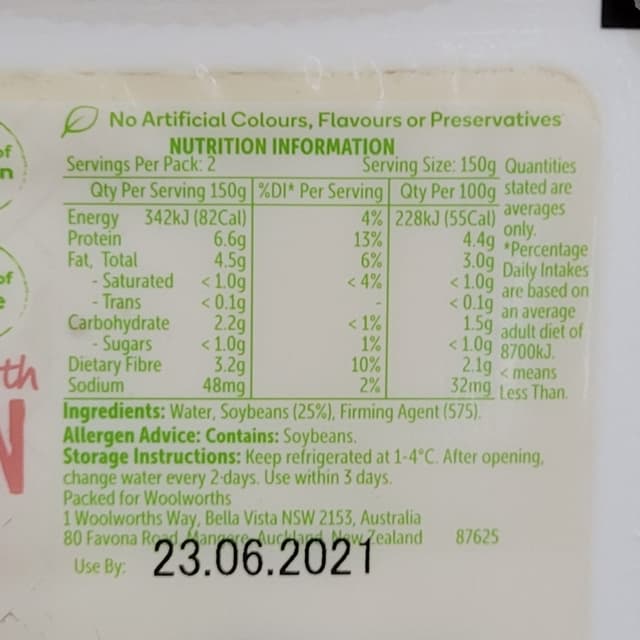 of
n
of
e
th
N
No Artificial Colours, Flavours or Preservatives
NUTRITION INFORMATION
Servings Per Pack: 2 Serving Size: 150g
Qty Per Serving 150g %DI* Per Serving Qty Per 100g
Energy 342kJ (82Cal) 4% 228kJ (55Cal)
Protein 6.6g 13% 4.4g
Fat, Total 4.5g 6% 3.0g
- Saturated < 1.0g < 4% < 1.0g
- Trans < 0.1g - < 0.1g
Carbohydrate 2.2g < 1% 1.5g
- Sugars < 1.0g 1% < 1.0g
Dietary Fibre 3.2g 10% 2.1g
Sodium 48mg 2% 32mg
Quantities
stated are
averages
only.
*Percentage
Daily Intakes
are based on
an average
adult diet of
8700kJ.
< means
Less Than.
Ingredients: Water, Soybeans (25%), Firming Agent (575).
Allergen Advice: Contains: Soybeans.
Storage Instructions: Keep refrigerated at 1-4°C. After opening,
change water every 2-days. Use within 3 days.
Packed for Woolworths
1 Woolworths Way, Bella Vista NSW 2153, Australia
80 Favona Road Mangere Auckland New Zealand 87625
Use By: 23.06.2021